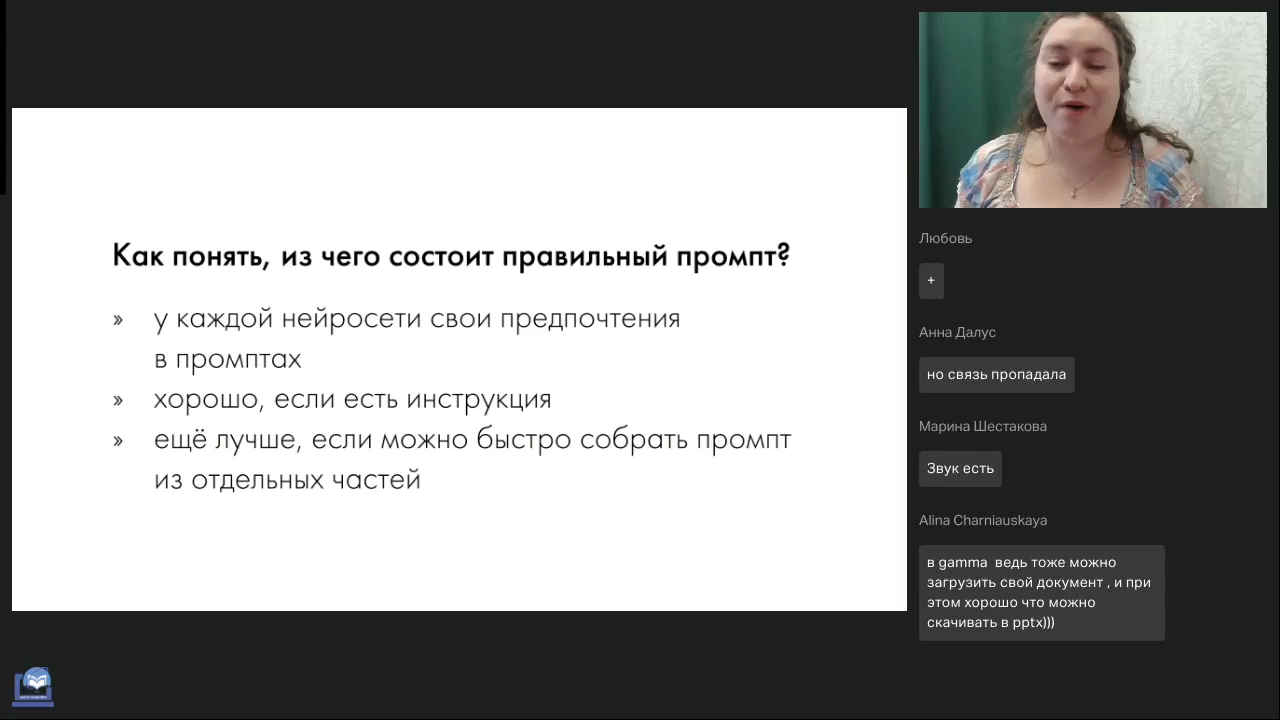 Как понять, из чего состоит правильный промпт?
» у каждой нейросети свои предпочтения
в промптах
» хорошо, если есть инструкция
» ещё лучше, если можно быстро собрать промпт
из отдельных частей
Любовь
+
Анна Далус
но связь пропадала
Марина Шестакова
Звук есть
Alina Charniauskaya
в gamma ведь тоже можно
загрузить свой документ , и при
этом хорошо что можно
скачивать в pptx)))